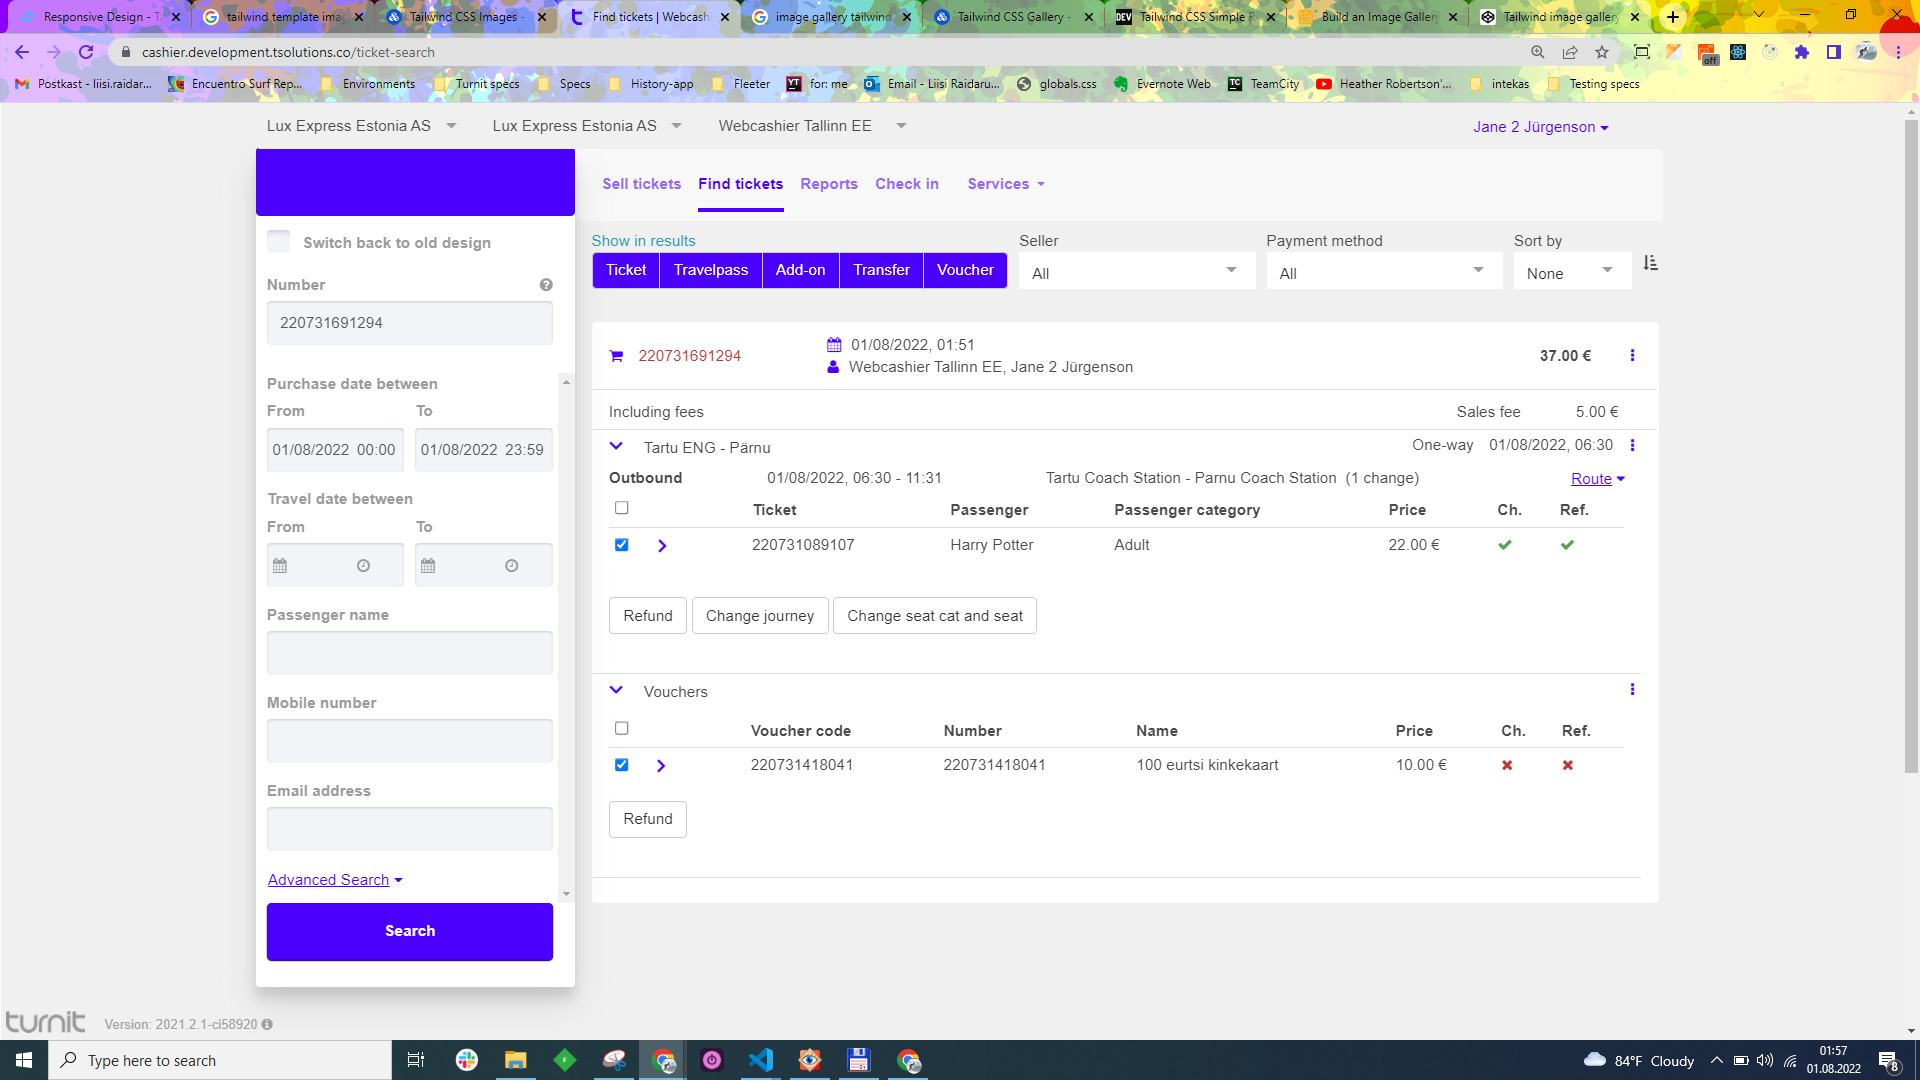 Responsive Design - T
tailwind template imag
Tailwind CSS Images -
Find tickets | Webcash
image gallery tailwind
Tailwind CSS Gallery -
DEV
Tailwind CSS Simple
Build an Image Gallery
Tailwind image gallery
cashier.development.tsolutions.co/ticket-search
off
Postkast - liisi.raidar...
Encuentro Surf Rep...
Environments
Turnit specs
Specs
History-app
Fleeter
YT
for: me
Email - Liisi Raidaru...
globals.css
Evernote Web
TC
TeamCity
Heather Robertson'...
intekas
Testing specs
Lux Express Estonia AS
Lux Express Estonia AS
Webcashier Tallinn EE
Jane 2 Jürgenson
Sell tickets
Find tickets
Reports
Check in
Services
Switch back to old design
Number
220731691294
Purchase date between
From
To
01/08/2022 00:00
01/08/2022 23:59
Travel date between
From
To
Passenger name
Mobile number
Email address
Advanced Search
Search
Show in results
Ticket
Travelpass
Add-on
Transfer
Voucher
Seller
All
Payment method
All
Sort by
None
220731691294
01/08/2022, 01:51
Webcashier Tallinn EE, Jane 2 Jürgenson
37.00 €
Including fees
Sales fee
5.00 €
Tartu ENG - Pärnu
One-way
01/08/2022, 06:30
Outbound
01/08/2022, 06:30 - 11:31
Tartu Coach Station - Parnu Coach Station (1 change)
Route
Ticket
Passenger
Passenger category
Price
Ch.
Ref.
220731089107
Harry Potter
Adult
22.00 €
Refund
Change journey
Change seat cat and seat
Vouchers
Voucher code
Number
Name
Price
Ch.
Ref.
220731418041
220731418041
100 eurtsi kinkekaart
10.00 €
Refund
turnit
Version: 2021.2.1-ci58920
Type here to search
84°F Cloudy
01:57
01.08.2022
8